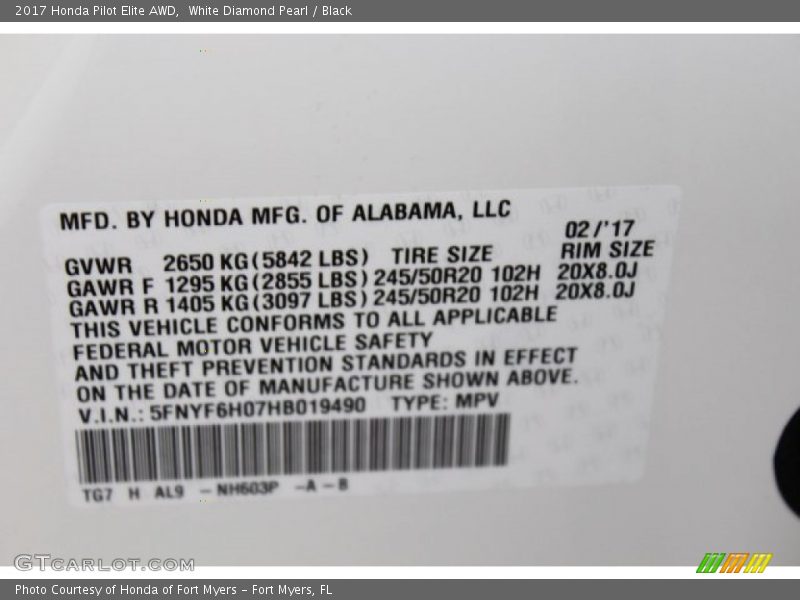 2017 Honda Pilot Elite AWD,  White Diamond Pearl / Black
MFD. BY HONDA MFG. OF ALABAMA, LLC
02/'17
GVWR 2650 KG(5842 LBS) TIRE SIZE RIM SIZE
GAWR F 1295 KG(2855 LBS) 245/50R20 102H 20X8.0J
GAWR R 1405 KG(3097 LBS) 245/50R20 102H 20X8.0J
THIS VEHICLE CONFORMS TO ALL APPLICABLE
FEDERAL MOTOR VEHICLE SAFETY
AND THEFT PREVENTION STANDARDS IN EFFECT
ON THE DATE OF MANUFACTURE SHOWN ABOVE.
V.I.N.: 5FNYF6H07HB019490 TYPE: MPV
TG7 H AL9 - NH603P -A - B
GTCARLOT.COM
Photo Courtesy of Honda of Fort Myers - Fort Myers, FL